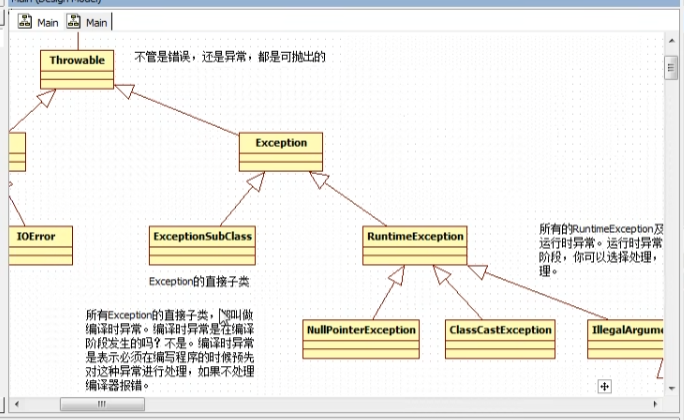 Main (Design Model)
Main Main
Throwable
不管是错误，还是异常，都是可抛出的
Exception
IOError
ExceptionSubClass
RuntimeException
所有的RuntimeException及
运行时异常。运行时异常
阶段，你可以选择处理，
理。
Exception的直接子类
所有Exception的直接子类，都叫做
编译时异常。编译时异常是在编译
阶段发生的吗？不是。编译时异常
是表示必须在编写程序的时候预先
对这种异常进行处理，如果不处理
编译器报错。
NullPointerException
ClassCastException
IllegalArgume